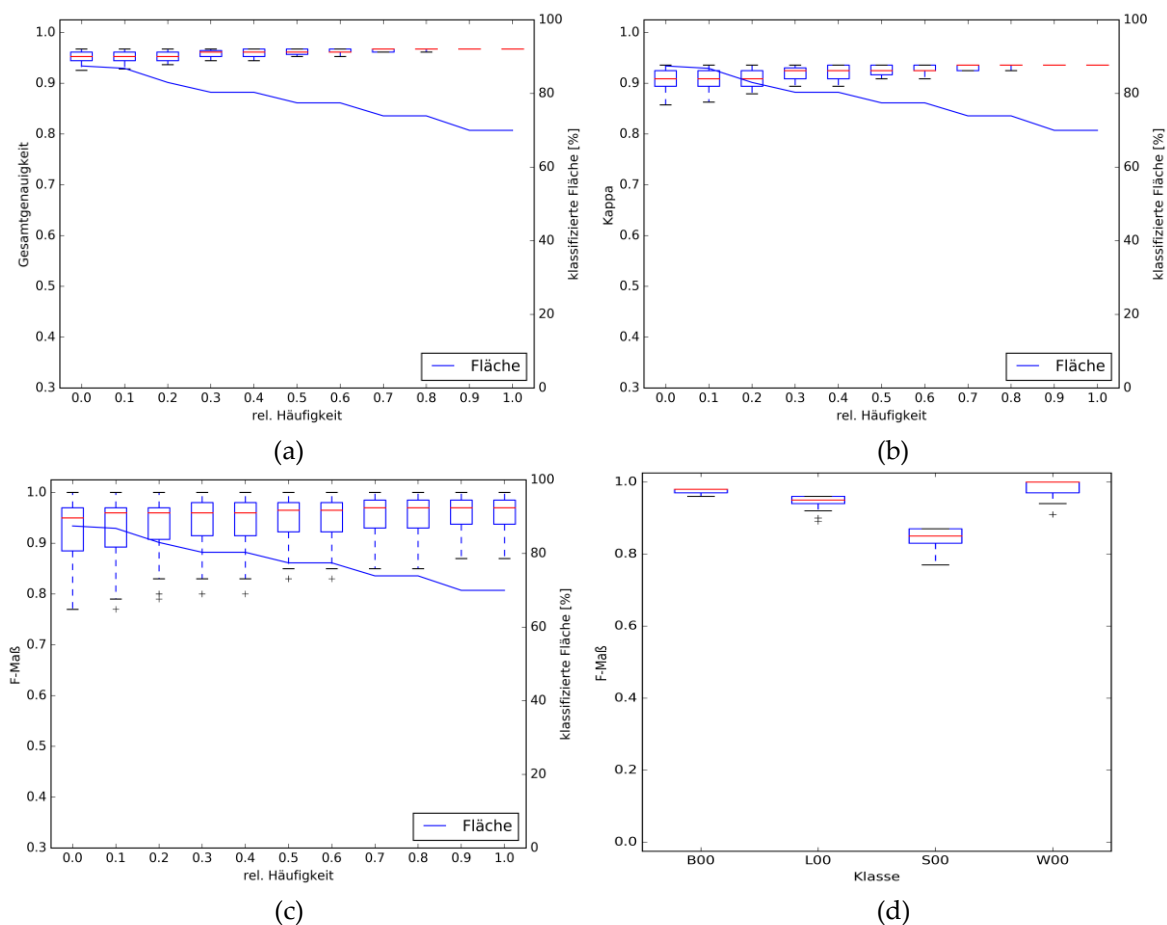 1.0
0.9
0.8
0.7
0.6
0.5
0.4
0.3
Gesamtgenauigkeit
100
80
60
40
20
0
klassifizierte Fläche [%]
Fläche
0.0 0.1 0.2 0.3 0.4 0.5 0.6 0.7 0.8 0.9 1.0
rel. Häufigkeit
(a)
1.0
0.9
0.8
0.7
0.6
0.5
0.4
0.3
Kappa
100
80
60
40
20
0
klassifizierte Fläche [%]
Fläche
0.0 0.1 0.2 0.3 0.4 0.5 0.6 0.7 0.8 0.9 1.0
rel. Häufigkeit
(b)
1.0
0.9
0.8
0.7
0.6
0.5
0.4
0.3
F-Maß
100
80
60
40
20
0
klassifizierte Fläche [%]
Fläche
0.0 0.1 0.2 0.3 0.4 0.5 0.6 0.7 0.8 0.9 1.0
rel. Häufigkeit
(c)
1.0
0.8
0.6
0.4
0.2
0.0
F-Maß
B00 L00 S00 W00
Klasse
(d)